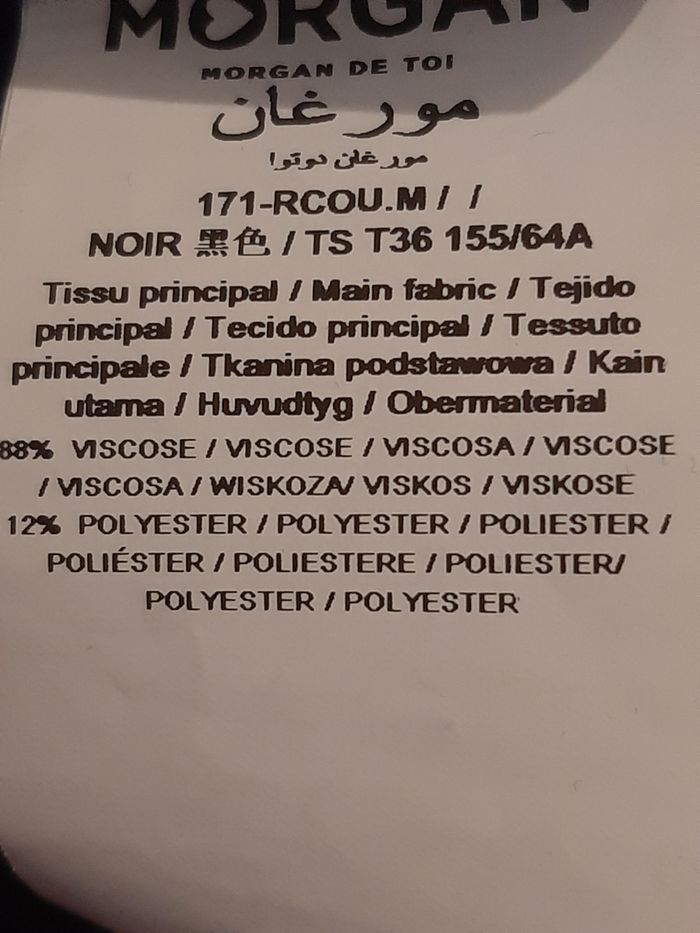 MORGAN
MORGAN DE TOI
مورغان
مورغان دوتوا
171-RCOU.M / /
NOIR 黑色 / TS T36 155/64A
Tissu principal / Main fabric / Tejido
principal / Tecido principal / Tessuto
principale / Tkanina podstawowa / Kain
utama / Huvudtyg / Obermaterial
88% VISCOSE / VISCOSE / VISCOSA / VISCOSE
/ VISCOSA / WISKOZA/ VISKOS / VISKOSE
12% POLYESTER / POLYESTER / POLIESTER /
POLIÉSTER / POLIESTERE / POLIESTER/
POLYESTER / POLYESTER